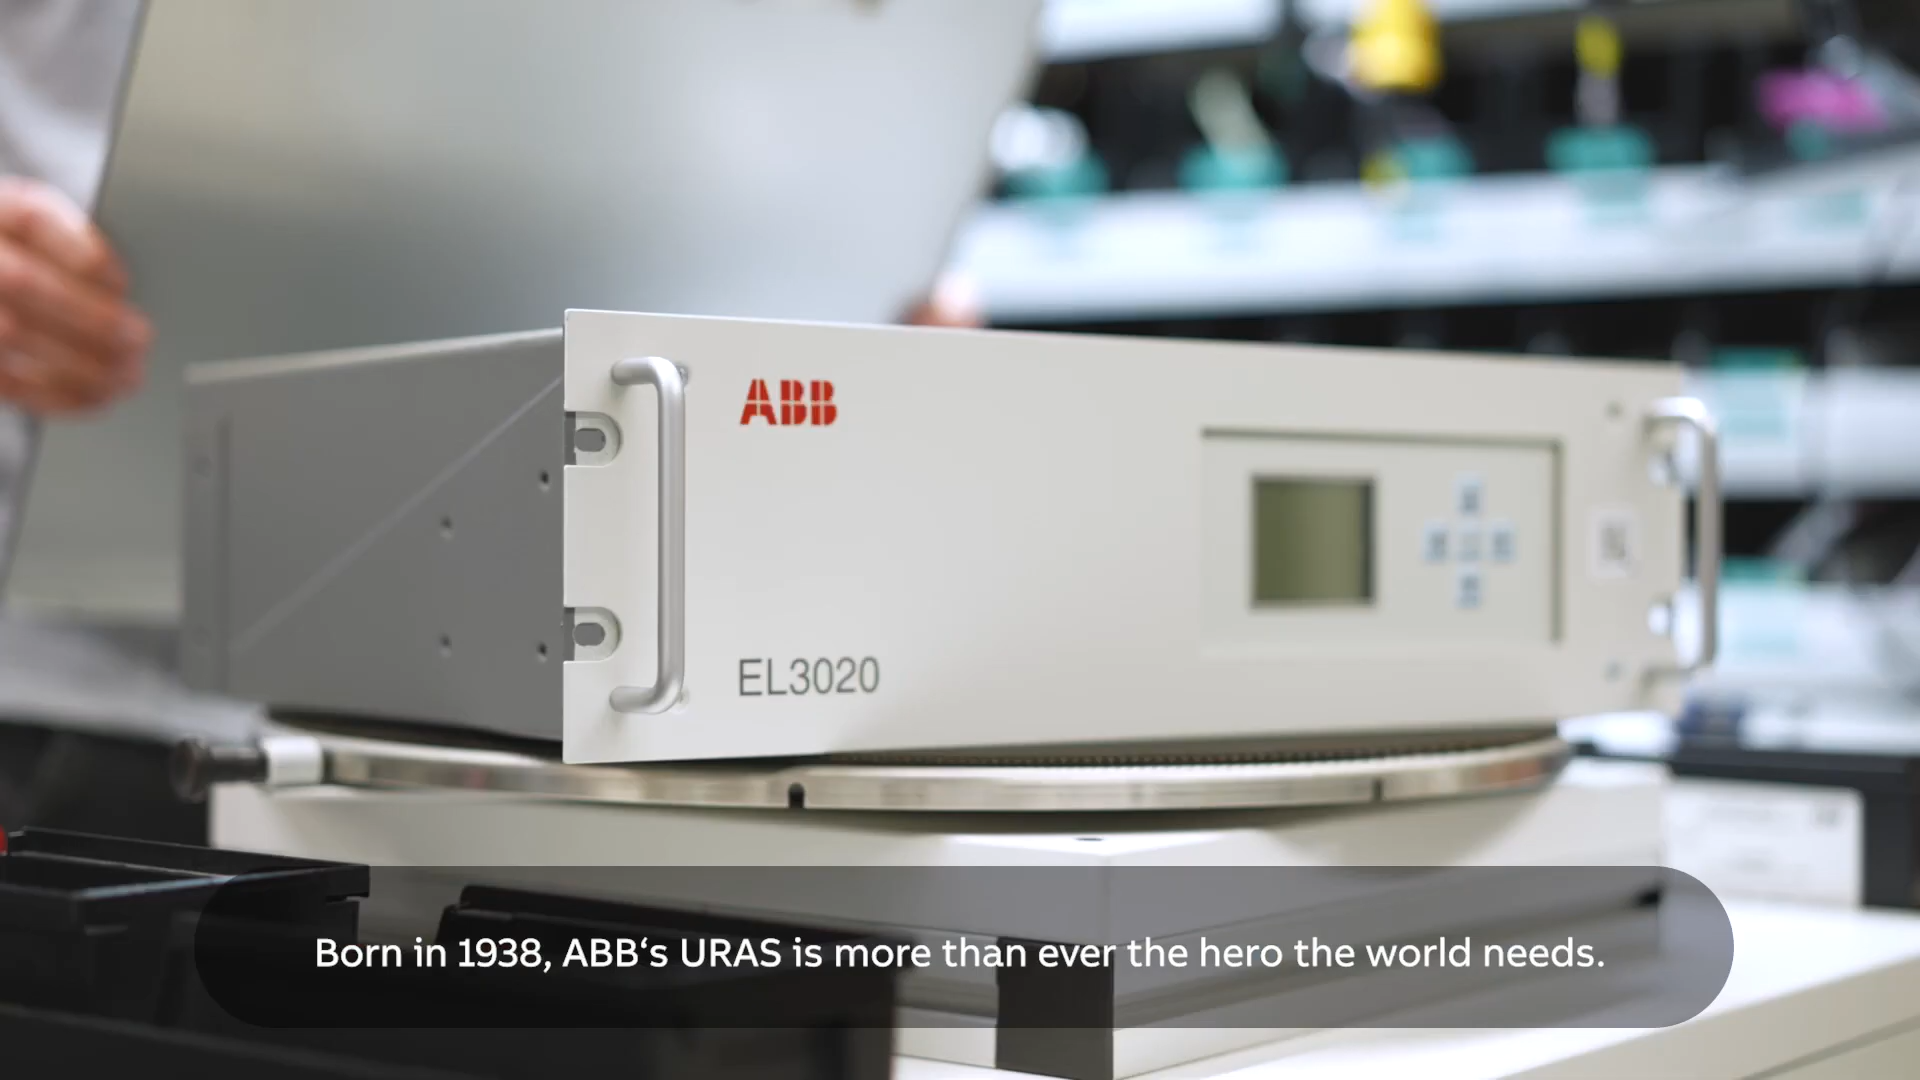 ABB
EL3020
Born in 1938, ABB‘s URAS is more than ever the hero the world needs.